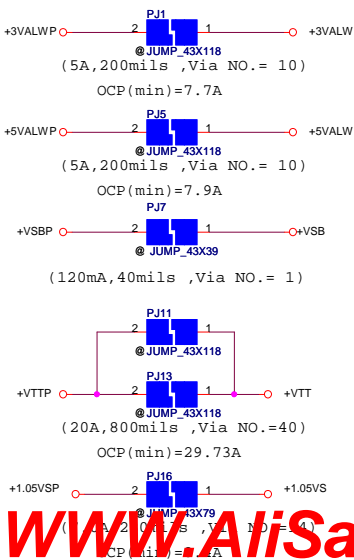 PJ1
+3VALWP 2 1 +3VALW
@ JUMP_43X118
(5A,200mils ,Via NO.= 10)
OCP(min)=7.7A
PJ5
+5VALWP 2 1 +5VALW
@ JUMP_43X118
(5A,200mils ,Via NO.= 10)
OCP(min)=7.9A
PJ7
+VSBP 2 1 +VSB
@ JUMP_43X39
(120mA,40mils ,Via NO.= 1)
PJ11
2 1
@ JUMP_43X118
PJ13
+VTTP 2 1 +VTT
@ JUMP_43X118
(20A,800mils ,Via NO.=40)
OCP(min)=29.73A
PJ16
+1.05VSP 2 1 +1.05VS
@ JUMP_43X79
WWW.AliSa